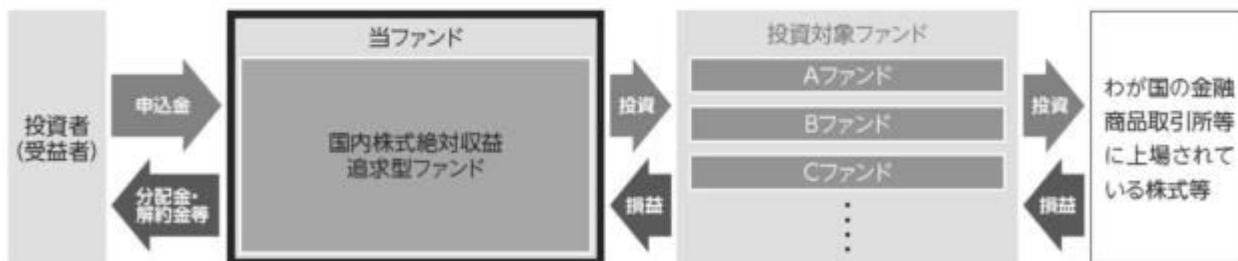 投資者
(受益者)
申込金
分配金・
解約金等
当ファンド
国内株式絶対収益
追求型ファンド
投資
損益
投資対象ファンド
Aファンド
Bファンド
Cファンド
投資
損益
わが国の金融
商品取引所等
に上場されて
いる株式等